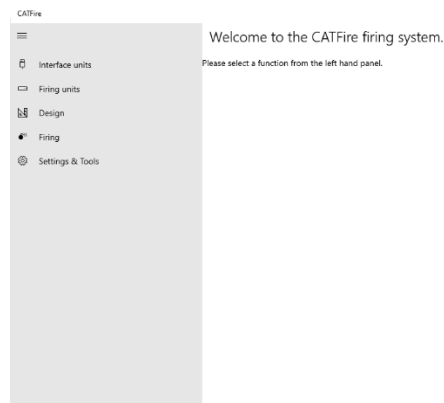 CATFire
Welcome to the CATFire firing system.
Please select a function from the left hand panel.
Interface units
Firing units
Design
Firing
Settings & Tools